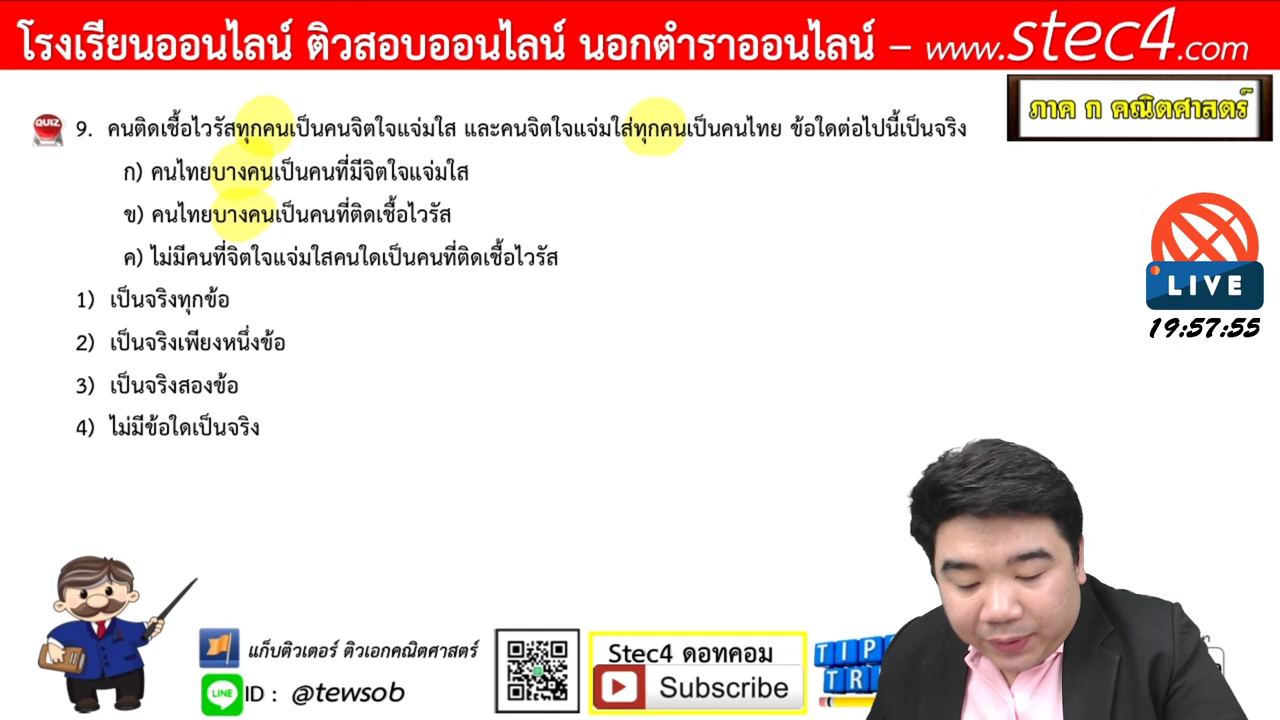 โรงเรียนออนไลน์ ติวสอบออนไลน์ นอกตำราออนไลน์ – www.stec4.com
ภาค ก คณิตศาสตร์
QUIZ
9. คนติดเชื้อไวรัสทุกคนเป็นคนจิตใจแจ่มใส และคนจิตใจแจ่มใส่ทุกคนเป็นคนไทย ข้อใดต่อไปนี้เป็นจริง
ก) คนไทยบางคนเป็นคนที่มีจิตใจแจ่มใส
ข) คนไทยบางคนเป็นคนที่ติดเชื้อไวรัส
ค) ไม่มีคนที่จิตใจแจ่มใสคนใดเป็นคนที่ติดเชื้อไวรัส
1) เป็นจริงทุกข้อ
2) เป็นจริงเพียงหนึ่งข้อ
3) เป็นจริงสองข้อ
4) ไม่มีข้อใดเป็นจริง
LIVE
19:57:55
แก็บติวเตอร์ ติวเอกคณิตศาสตร์
LINE ID : @tewsob
Stec4 ดอทคอม
Subscribe